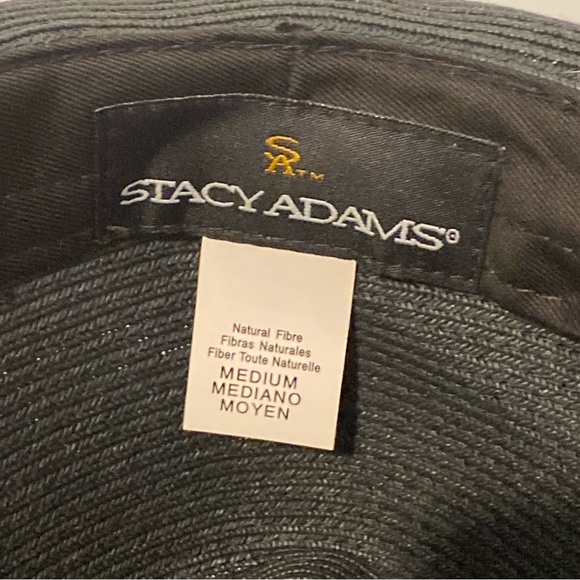 SA™
STACY ADAMS®
Natural Fibre
Fibras Naturales
Fiber Toute Naturelle
MEDIUM
MEDIANO
MOYEN